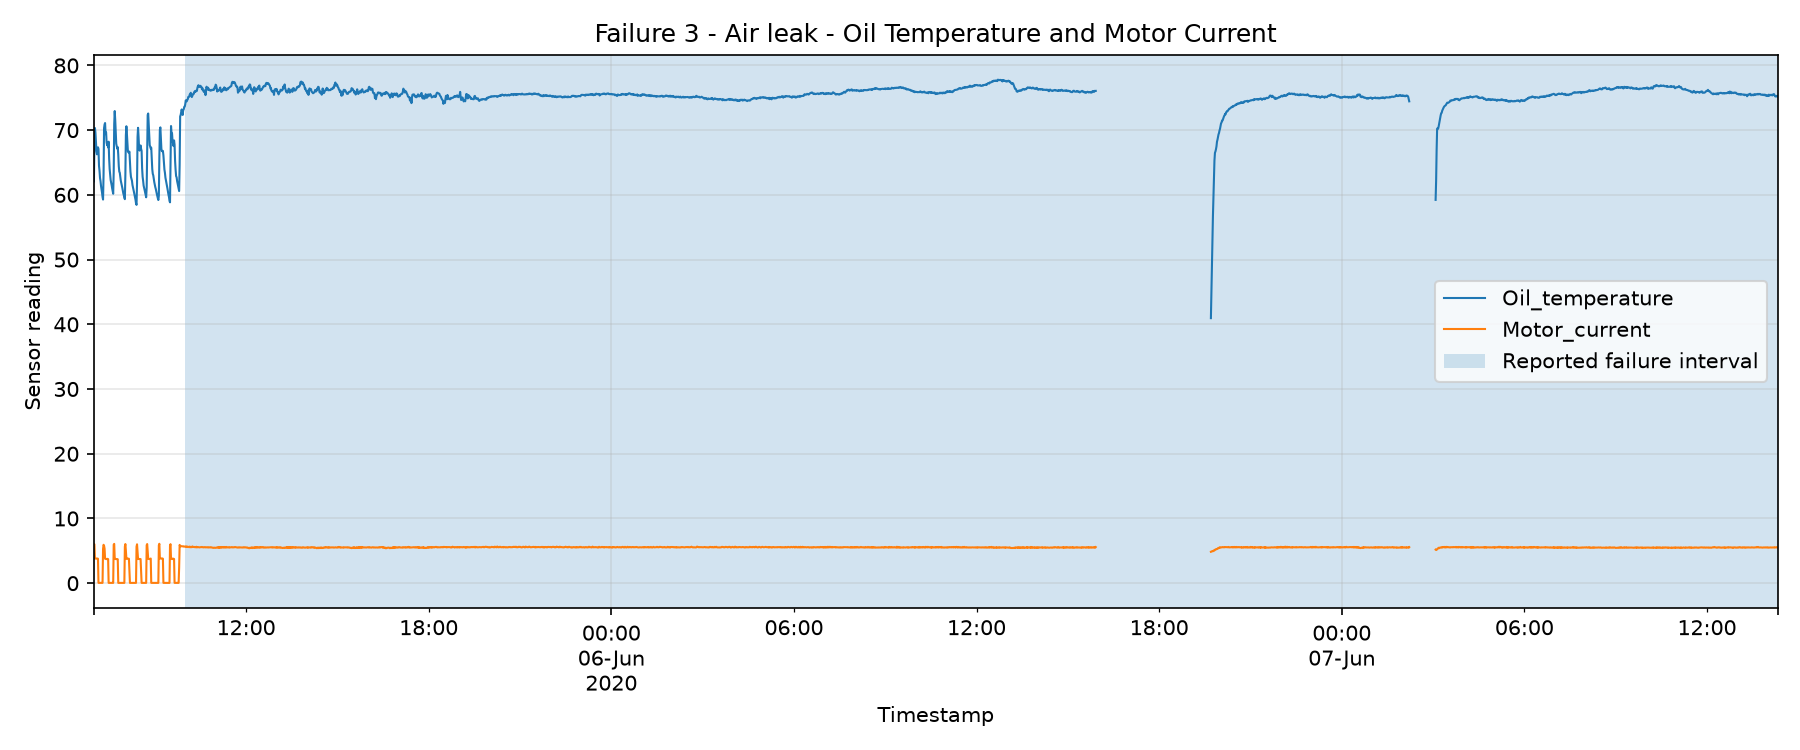 Failure 3 - Air leak - Oil Temperature and Motor Current
80
70
60
50
40
30
20
10
0
Sensor reading
Oil_temperature
Motor_current
Reported failure interval
12:00
18:00
00:00
06-Jun
2020
06:00
12:00
18:00
00:00
07-Jun
06:00
12:00
Timestamp